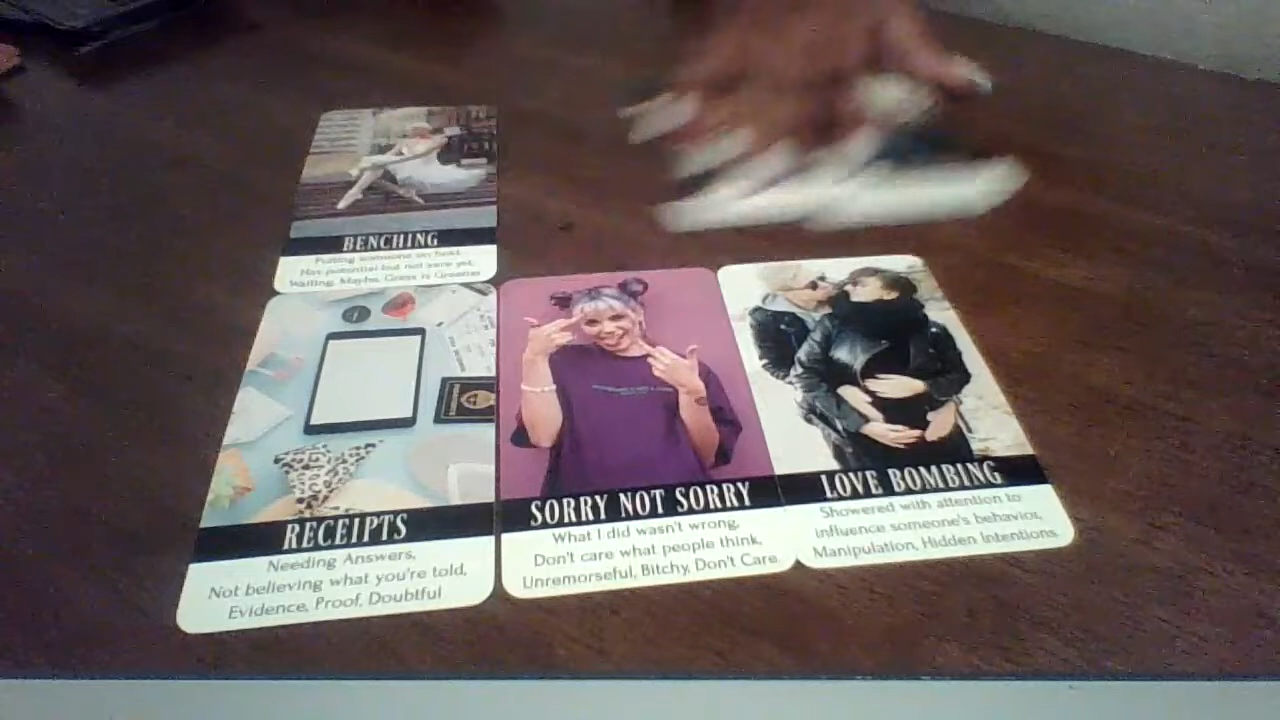 BENCHING
Putting someone on hold,
Has potential but not sure yet,
Waiting, Maybe, Grass is Greener
RECEIPTS
Needing Answers,
Not believing what you're told,
Evidence, Proof, Doubtful
SORRY NOT SORRY
What I did wasn't wrong,
Don't care what people think,
Unremorseful, Bitchy, Don't Care
LOVE BOMBING
Showered with attention to
influence someone's behavior,
Manipulation, Hidden Intentions.